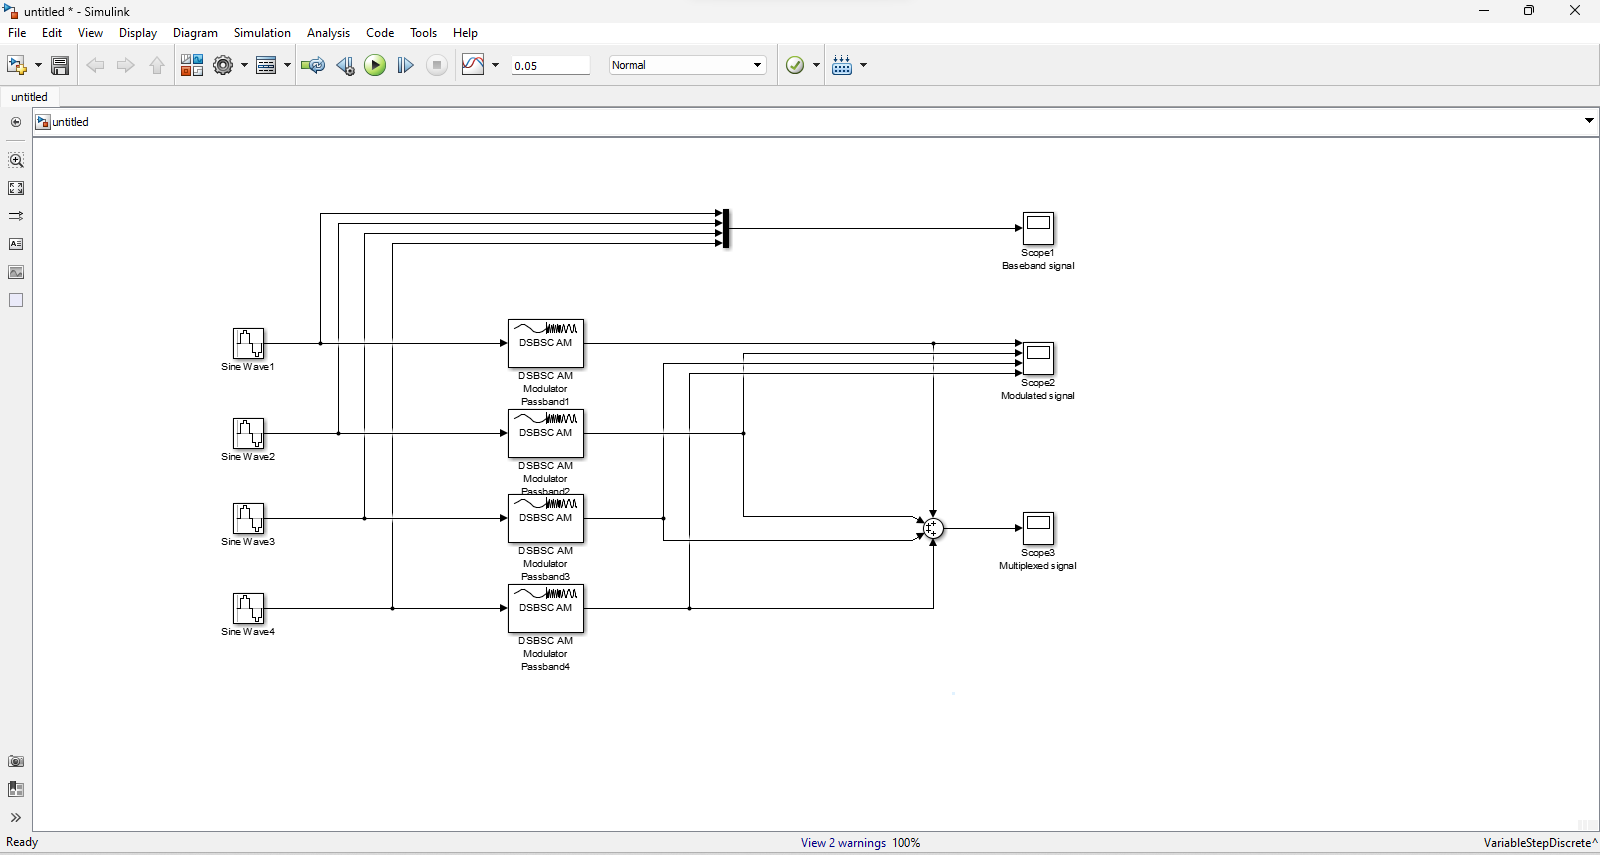 untitled * - Simulink
File Edit View Display Diagram Simulation Analysis Code Tools Help
0.05 Normal
untitled
untitled
Scope1
Baseband signal
Sine Wave1
DSBSC AM
DSBSC AM
Modulator
Passband1
Scope2
Modulated signal
Sine Wave2
DSBSC AM
DSBSC AM
Modulator
Passband2
Sine Wave3
DSBSC AM
DSBSC AM
Modulator
Passband3
Scope3
Multiplexed signal
Sine Wave4
DSBSC AM
DSBSC AM
Modulator
Passband4
Ready View 2 warnings 100% VariableStepDiscrete